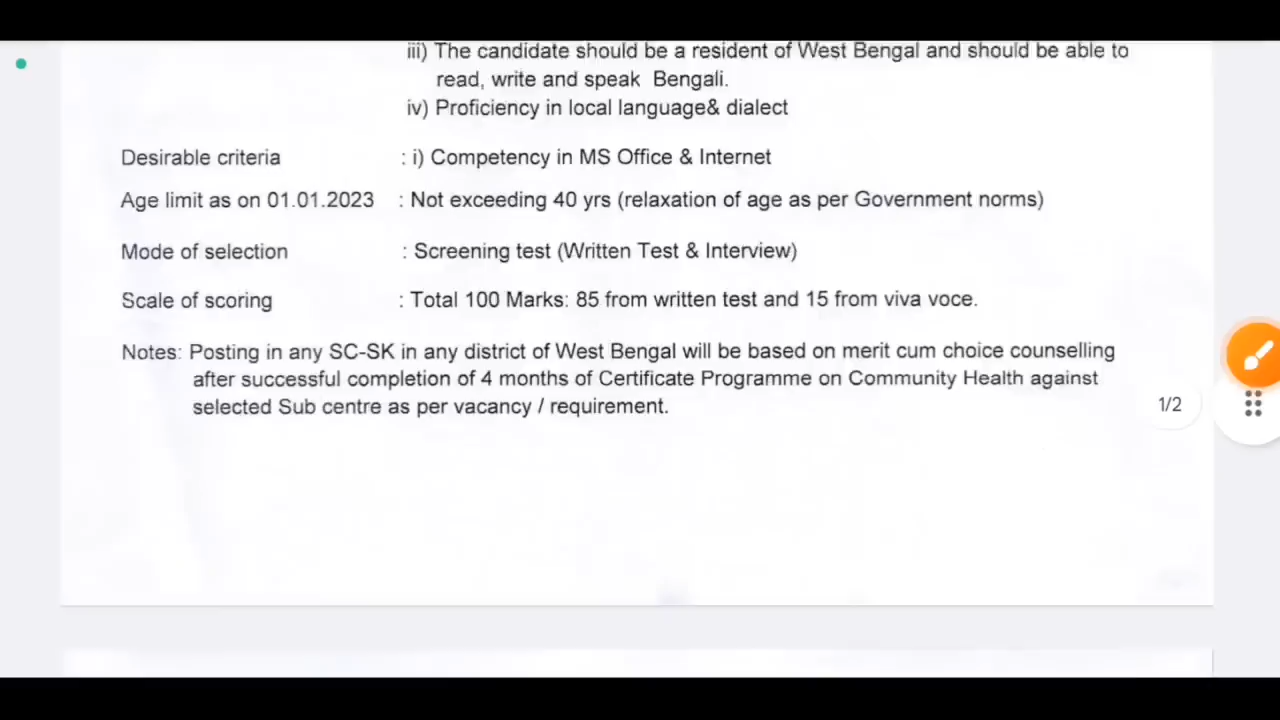 iii) The candidate should be a resident of West Bengal and should be able to
read, write and speak Bengali.
iv) Proficiency in local language& dialect
Desirable criteria : i) Competency in MS Office & Internet
Age limit as on 01.01.2023 : Not exceeding 40 yrs (relaxation of age as per Government norms)
Mode of selection : Screening test (Written Test & Interview)
Scale of scoring : Total 100 Marks: 85 from written test and 15 from viva voce.
Notes: Posting in any SC-SK in any district of West Bengal will be based on merit cum choice counselling
after successful completion of 4 months of Certificate Programme on Community Health against
selected Sub centre as per vacancy / requirement.
1/2